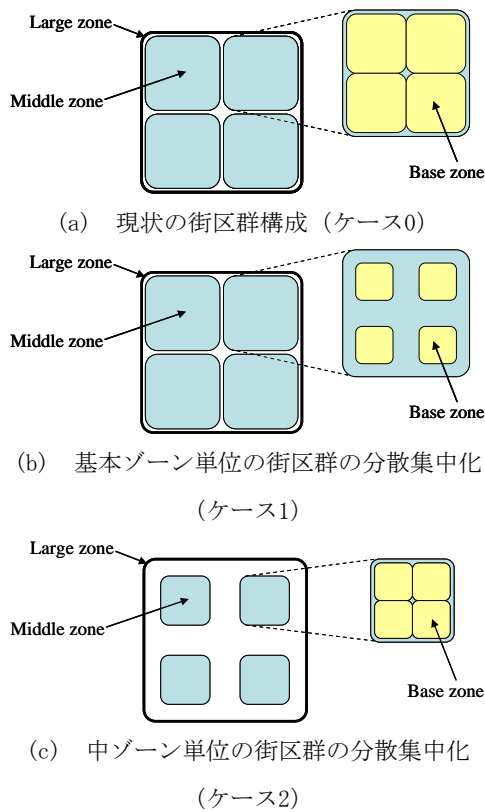 Large zone
Middle zone
Base zone
(a) 現状の街区群構成 (ケース0)
Large zone
Middle zone
Base zone
(b) 基本ゾーン単位の街区群の分散集中化
(ケース1)
Large zone
Middle zone
Base zone
(c) 中ゾーン単位の街区群の分散集中化
(ケース2)